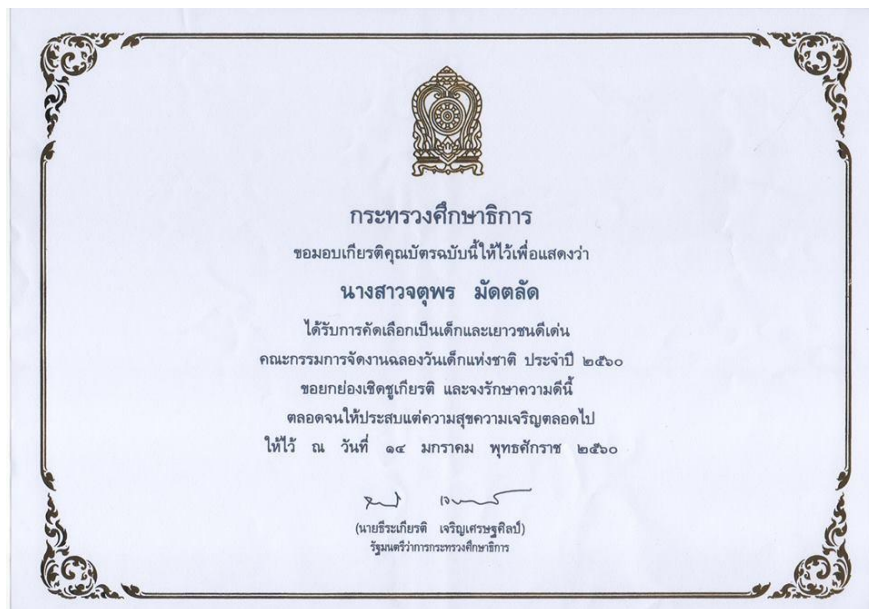 กระทรวงศึกษาธิการ
ขอมอบเกียรติคุณบัตรฉบับนี้ให้ไว้เพื่อแสดงว่า
นางสาวจตุพร มัดตลัด
ได้รับการคัดเลือกเป็นเด็กและเยาวชนดีเด่น
คณะกรรมการจัดงานฉลองวันเด็กแห่งชาติ ประจำปี ๒๕๖๐
ขอยกย่องเชิดชูเกียรติ และจงรักษาความดีนี้
ตลอดจนให้ประสบแต่ความสุขความเจริญตลอดไป
ให้ไว้ ณ วันที่ ๑๔ มกราคม พุทธศักราช ๒๕๖๐
(นายธีระเกียรติ เจริญเศรษฐศิลป์)
รัฐมนตรีว่าการกระทรวงศึกษาธิการ